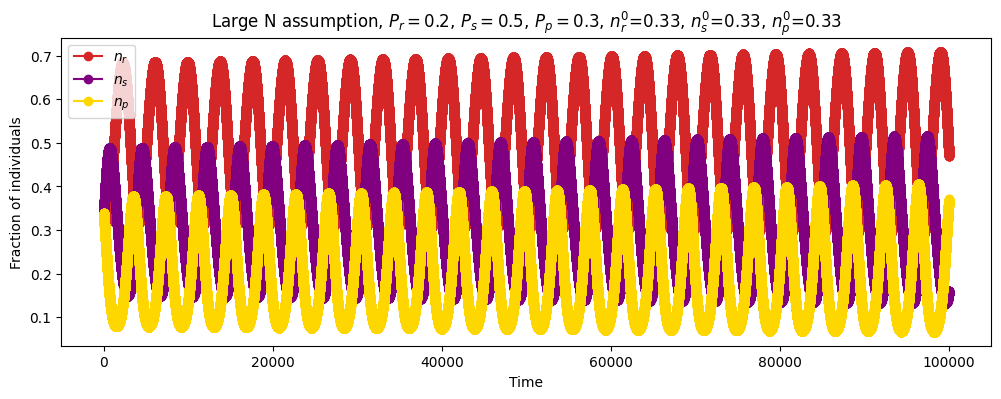 Large N assumption, $P_r = 0.2$, $P_s = 0.5$, $P_p = 0.3$, $n_r^0$=0.33, $n_s^0$=0.33, $n_p^0$=0.33
$n_r$
$n_s$
$n_p$
Fraction of individuals
0.7
0.6
0.5
0.4
0.3
0.2
0.1
0 20000 40000 60000 80000 100000
Time